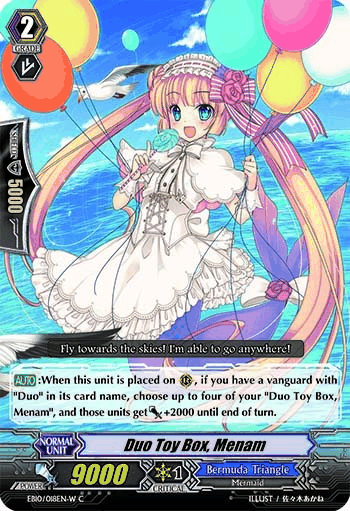 2
GRADE
SHIELD
5000
Fly towards the skies! I'm able to go anywhere!
AUTO:When this unit is placed on , if you have a vanguard with
"Duo" in its card name, choose up to four of your "Duo Toy Box,
Menam", and those units get +2000 until end of turn.
NORMAL
UNIT
Duo Toy Box, Menam
POWER
9000
1
CRITICAL
Bermuda Triangle
Mermaid
EB10/018EN-W C
ILLUST / 佐々木あかね